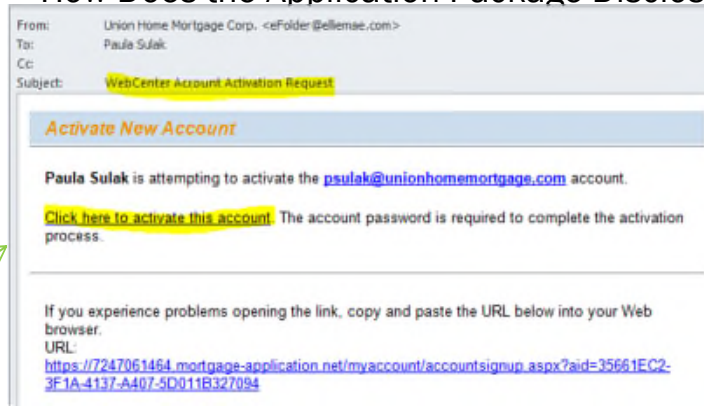 How Does the Application Package Disclos
From: Union Home Mortgage Corp. <eFolder@elliemae.com>
To: Paula Sulak
Cc
Subject: WebCenter Account Activation Request
Activate New Account
Paula Sulak is attempting to activate the psulak@unionhomemortgage.com account.
Click here to activate this account. The account password is required to complete the activation
process.
If you experience problems opening the link, copy and paste the URL below into your Web
browser.
URL:
https://7247061464.mortgage-application.net/myaccount/accountsignup.aspx?aid=35661EC2-
3F1A-4137-A407-5D011B327094